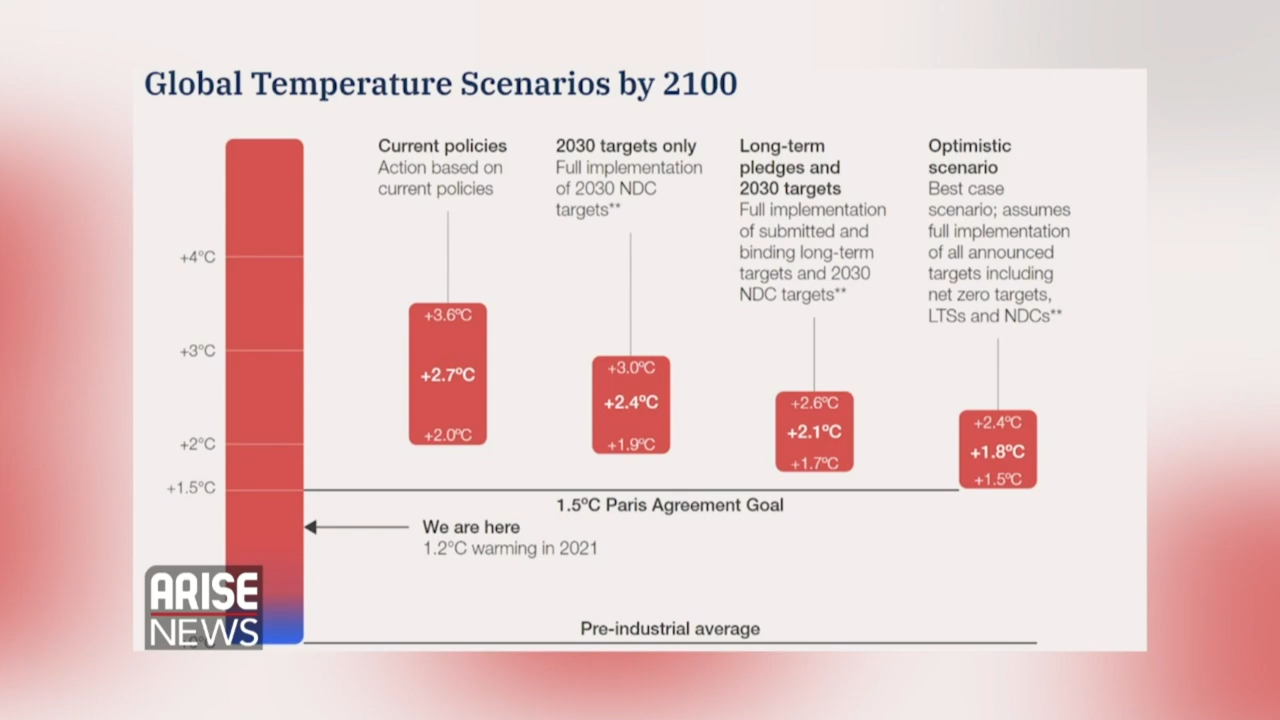 Global Temperature Scenarios by 2100
Current policies
Action based on
current policies
2030 targets only
Full implementation
of 2030 NDC
targets**
Long-term
pledges and
2030 targets
Full implementation
of submitted and
binding long-term
targets and 2030
NDC targets**
Optimistic
scenario
Best case
scenario; assumes
full implementation
of all announced
targets including
net zero targets,
LTSs and NDCs**
+4°C
+3°C
+2°C
+1.5°C
+3.6°C
+2.7°C
+2.0°C
+3.0°C
+2.4°C
+1.9°C
+2.6°C
+2.1°C
+1.7°C
+2.4°C
+1.8°C
+1.5°C
1.5°C Paris Agreement Goal
We are here
1.2°C warming in 2021
Pre-industrial average
ARISE
NEWS